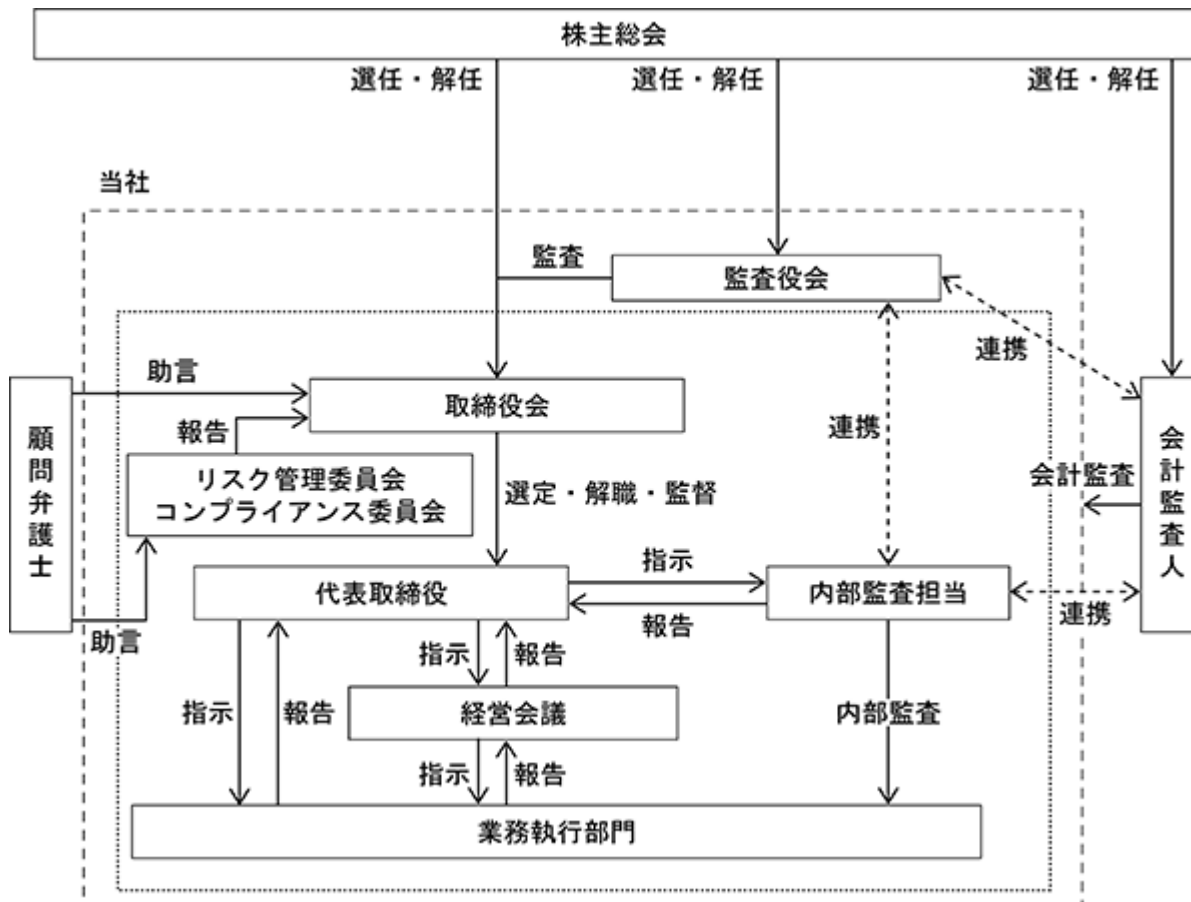 株主総会
選任・解任
選任・解任
選任・解任
当社
監査
監査役会
連携
助言
取締役会
報告
連携
顧問弁護士
リスク管理委員会
コンプライアンス委員会
選定・解職・監督
会計監査
会計監査人
指示
代表取締役
内部監査担当
報告
連携
助言
指示
報告
指示
報告
経営会議
内部監査
指示
報告
業務執行部門